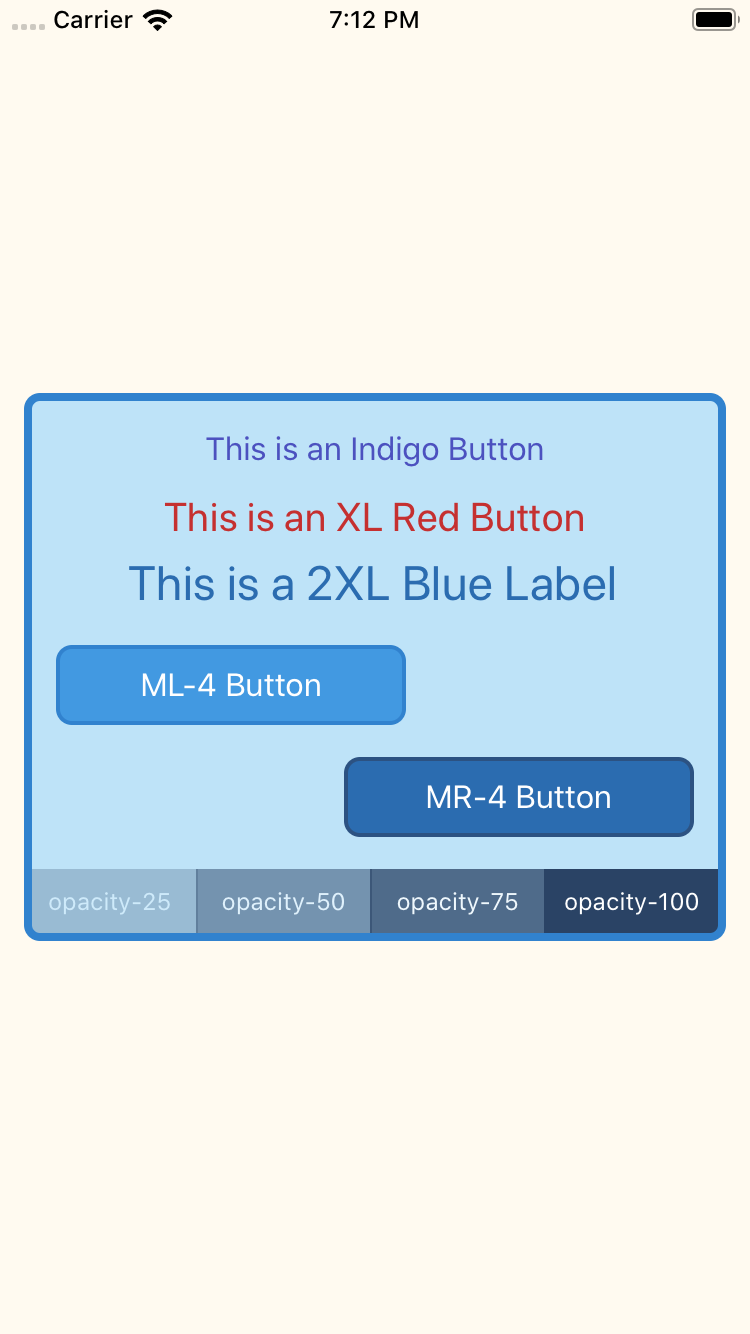 Carrier 7:12 PM
This is an Indigo Button
This is an XL Red Button
This is a 2XL Blue Label
ML-4 Button
MR-4 Button
opacity-25 opacity-50 opacity-75 opacity-100